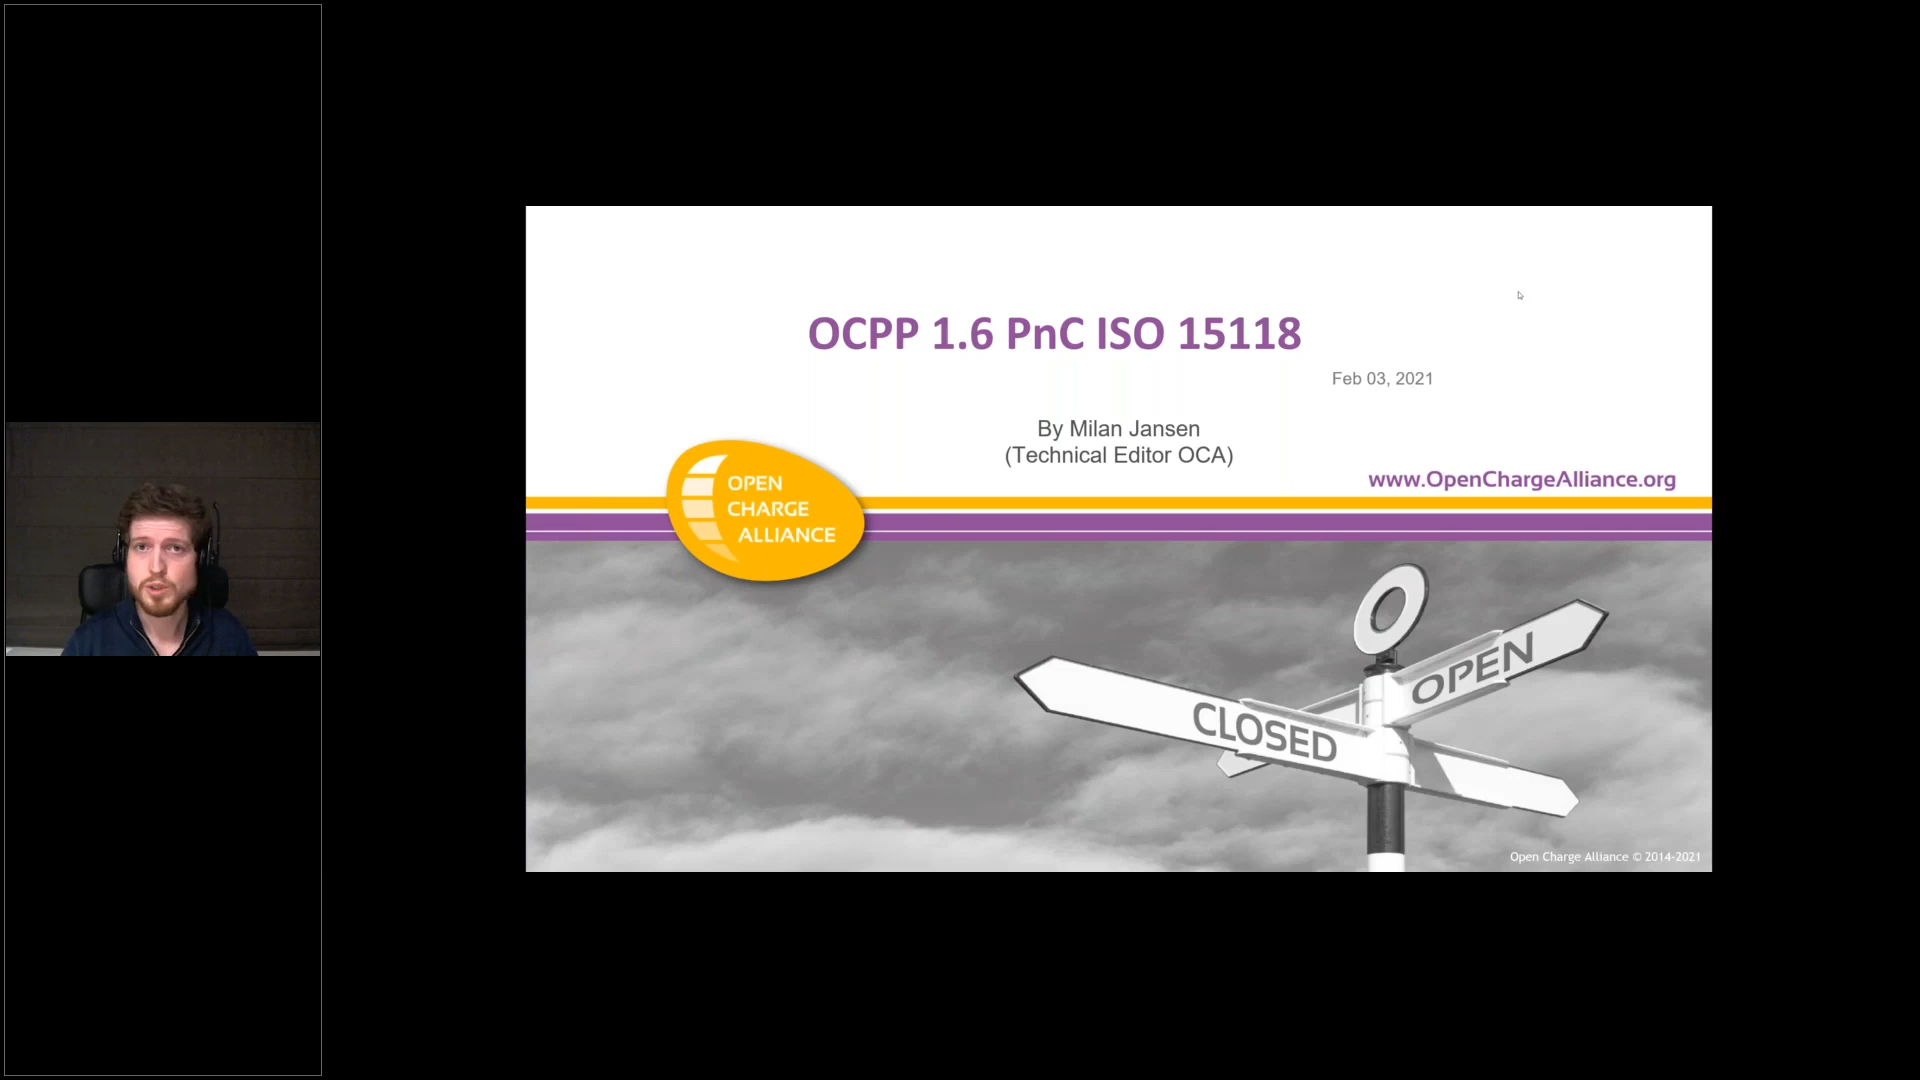 OCPP 1.6 PnC ISO 15118
Feb 03, 2021
By Milan Jansen
(Technical Editor OCA)
www.OpenChargeAlliance.org
OPEN
CHARGE
ALLIANCE
OPEN
CLOSED
Open Charge Alliance © 2014-2021